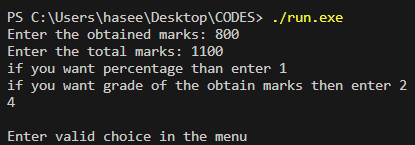 PS C:\Users\hasee\Desktop\CODES> ./run.exe
Enter the obtained marks: 800
Enter the total marks: 1100
if you want percentage than enter 1
if you want grade of the obtain marks then enter 2
4
Enter valid choice in the menu